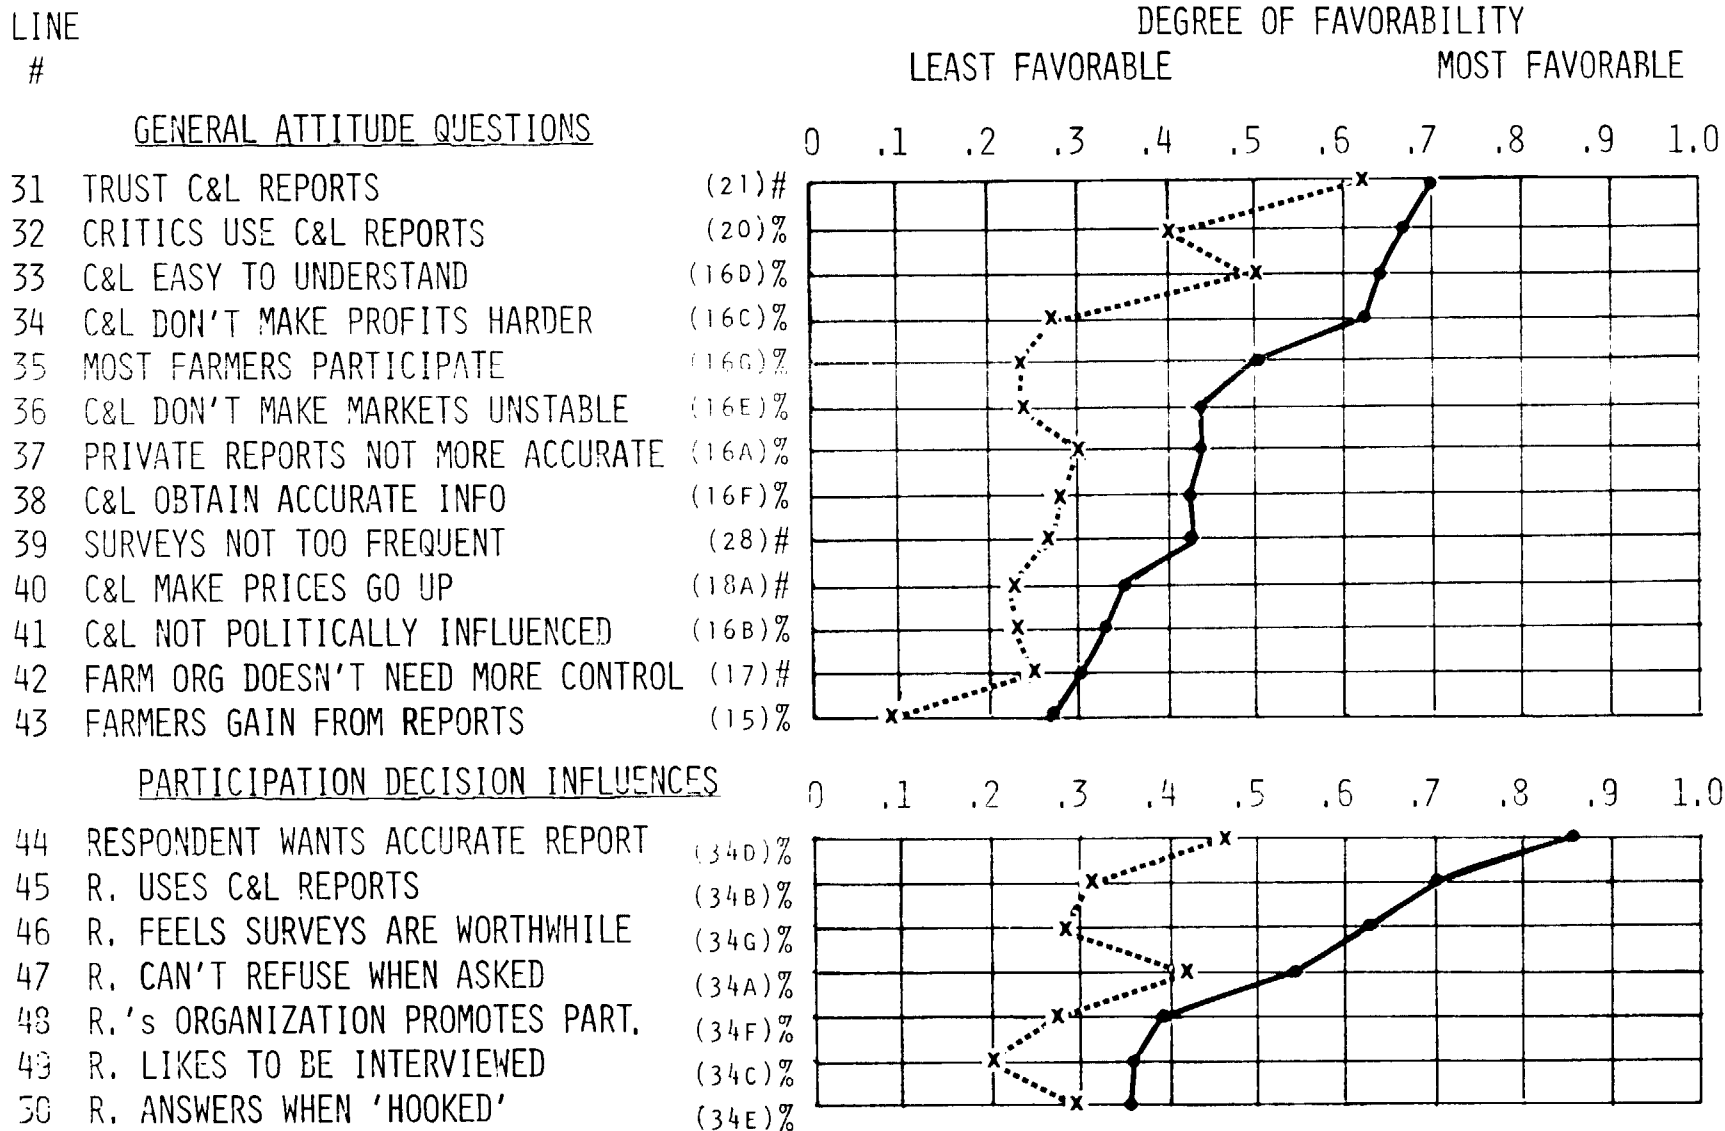 LINE DEGREE OF FAVORABILITY
# LEAST FAVORABLE MOST FAVORABLE
GENERAL ATTITUDE QUESTIONS 0 .1 .2 .3 .4 .5 .6 .7 .8 .9 1.0
31 TRUST C&L REPORTS (21)#
32 CRITICS USE C&L REPORTS (20)%
33 C&L EASY TO UNDERSTAND (16D)%
34 C&L DON'T MAKE PROFITS HARDER (16C)%
35 MOST FARMERS PARTICIPATE (16G)%
36 C&L DON'T MAKE MARKETS UNSTABLE (16E)%
37 PRIVATE REPORTS NOT MORE ACCURATE (16A)%
38 C&L OBTAIN ACCURATE INFO (16F)%
39 SURVEYS NOT TOO FREQUENT (28)#
40 C&L MAKE PRICES GO UP (18A)#
41 C&L NOT POLITICALLY INFLUENCED (16B)%
42 FARM ORG DOESN'T NEED MORE CONTROL (17)#
43 FARMERS GAIN FROM REPORTS (15)%
PARTICIPATION DECISION INFLUENCES 0 .1 .2 .3 .4 .5 .6 .7 .8 .9 1.0
44 RESPONDENT WANTS ACCURATE REPORT (34D)%
45 R. USES C&L REPORTS (34B)%
46 R. FEELS SURVEYS ARE WORTHWHILE (34G)%
47 R. CAN'T REFUSE WHEN ASKED (34A)%
48 R.'s ORGANIZATION PROMOTES PART. (34F)%
49 R. LIKES TO BE INTERVIEWED (34C)%
50 R. ANSWERS WHEN 'HOOKED' (34E)%